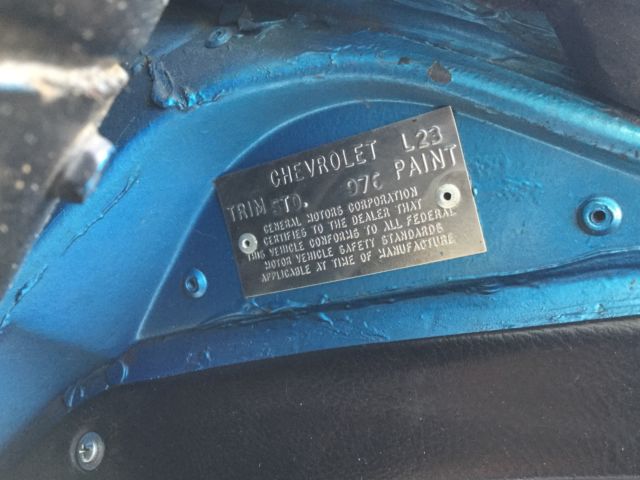 CHEVROLET L23
TRIM STD. 976 PAINT
GENERAL MOTORS CORPORATION
CERTIFIES TO THE DEALER THAT
THIS VEHICLE CONFORMS TO ALL FEDERAL
MOTOR VEHICLE SAFETY STANDARDS
APPLICABLE AT TIME OF MANUFACTURE